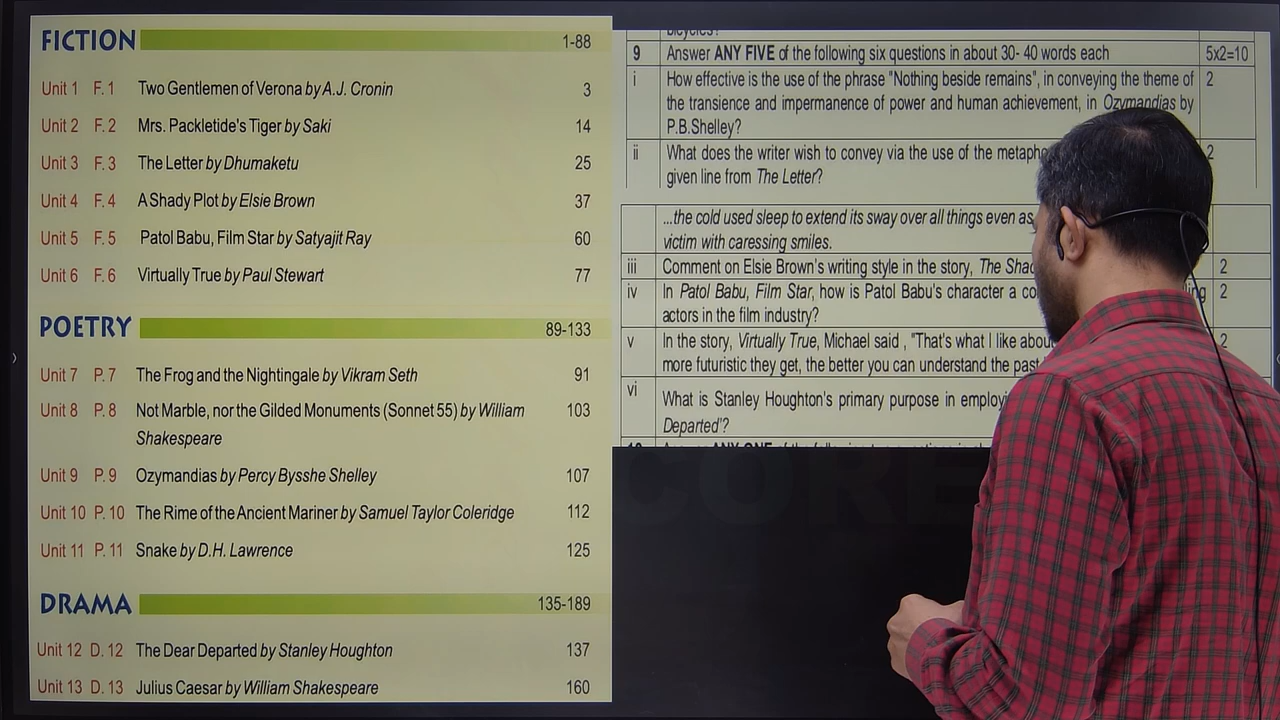 FICTION 1-88
Unit 1 F. 1 Two Gentlemen of Verona by A.J. Cronin 3
Unit 2 F. 2 Mrs. Packletide's Tiger by Saki 14
Unit 3 F. 3 The Letter by Dhumaketu 25
Unit 4 F. 4 A Shady Plot by Elsie Brown 37
Unit 5 F. 5 Patol Babu, Film Star by Satyajit Ray 60
Unit 6 F. 6 Virtually True by Paul Stewart 77
POETRY 89-133
Unit 7 P. 7 The Frog and the Nightingale by Vikram Seth 91
Unit 8 P. 8 Not Marble, nor the Gilded Monuments (Sonnet 55) by William 103
Shakespeare
Unit 9 P. 9 Ozymandias by Percy Bysshe Shelley 107
Unit 10 P. 10 The Rime of the Ancient Mariner by Samuel Taylor Coleridge 112
Unit 11 P. 11 Snake by D.H. Lawrence 125
DRAMA 135-189
Unit 12 D. 12 The Dear Departed by Stanley Houghton 137
Unit 13 D. 13 Julius Caesar by William Shakespeare 160
bicycles?
9 Answer ANY FIVE of the following six questions in about 30- 40 words each 5x2=10
i How effective is the use of the phrase "Nothing beside remains", in conveying the theme of 2
the transience and impermanence of power and human achievement, in Ozymandias by
P.B.Shelley?
ii What does the writer wish to convey via the use of the 2
given line from The Letter?
...the cold used sleep to extend its sway over all things even as
victim with caressing smiles.
iii Comment on Elsie Brown's writing style in the story, The 2
iv In Patol Babu, Film Star, how is Patol Babu's character a 2
actors in the film industry?
v In the story, Virtually True, Michael said , "That's what I like 2
more futuristic they get, the better you can understand the past
vi What is Stanley Houghton's primary purpose in
Departed'?
ANY ONE of the following